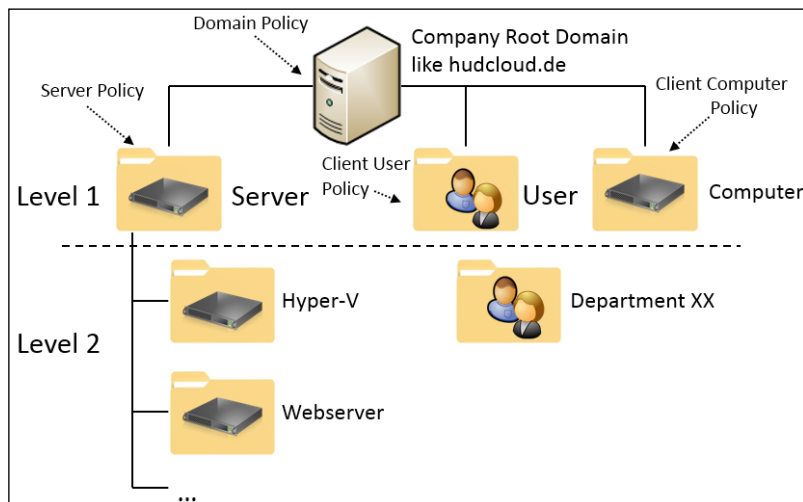 Domain Policy
Company Root Domain
like hudcloud.de
Server Policy
Client Computer
Policy
Client User
Policy
Level 1
Server
User
Computer
Hyper-V
Department XX
Level 2
Webserver
...